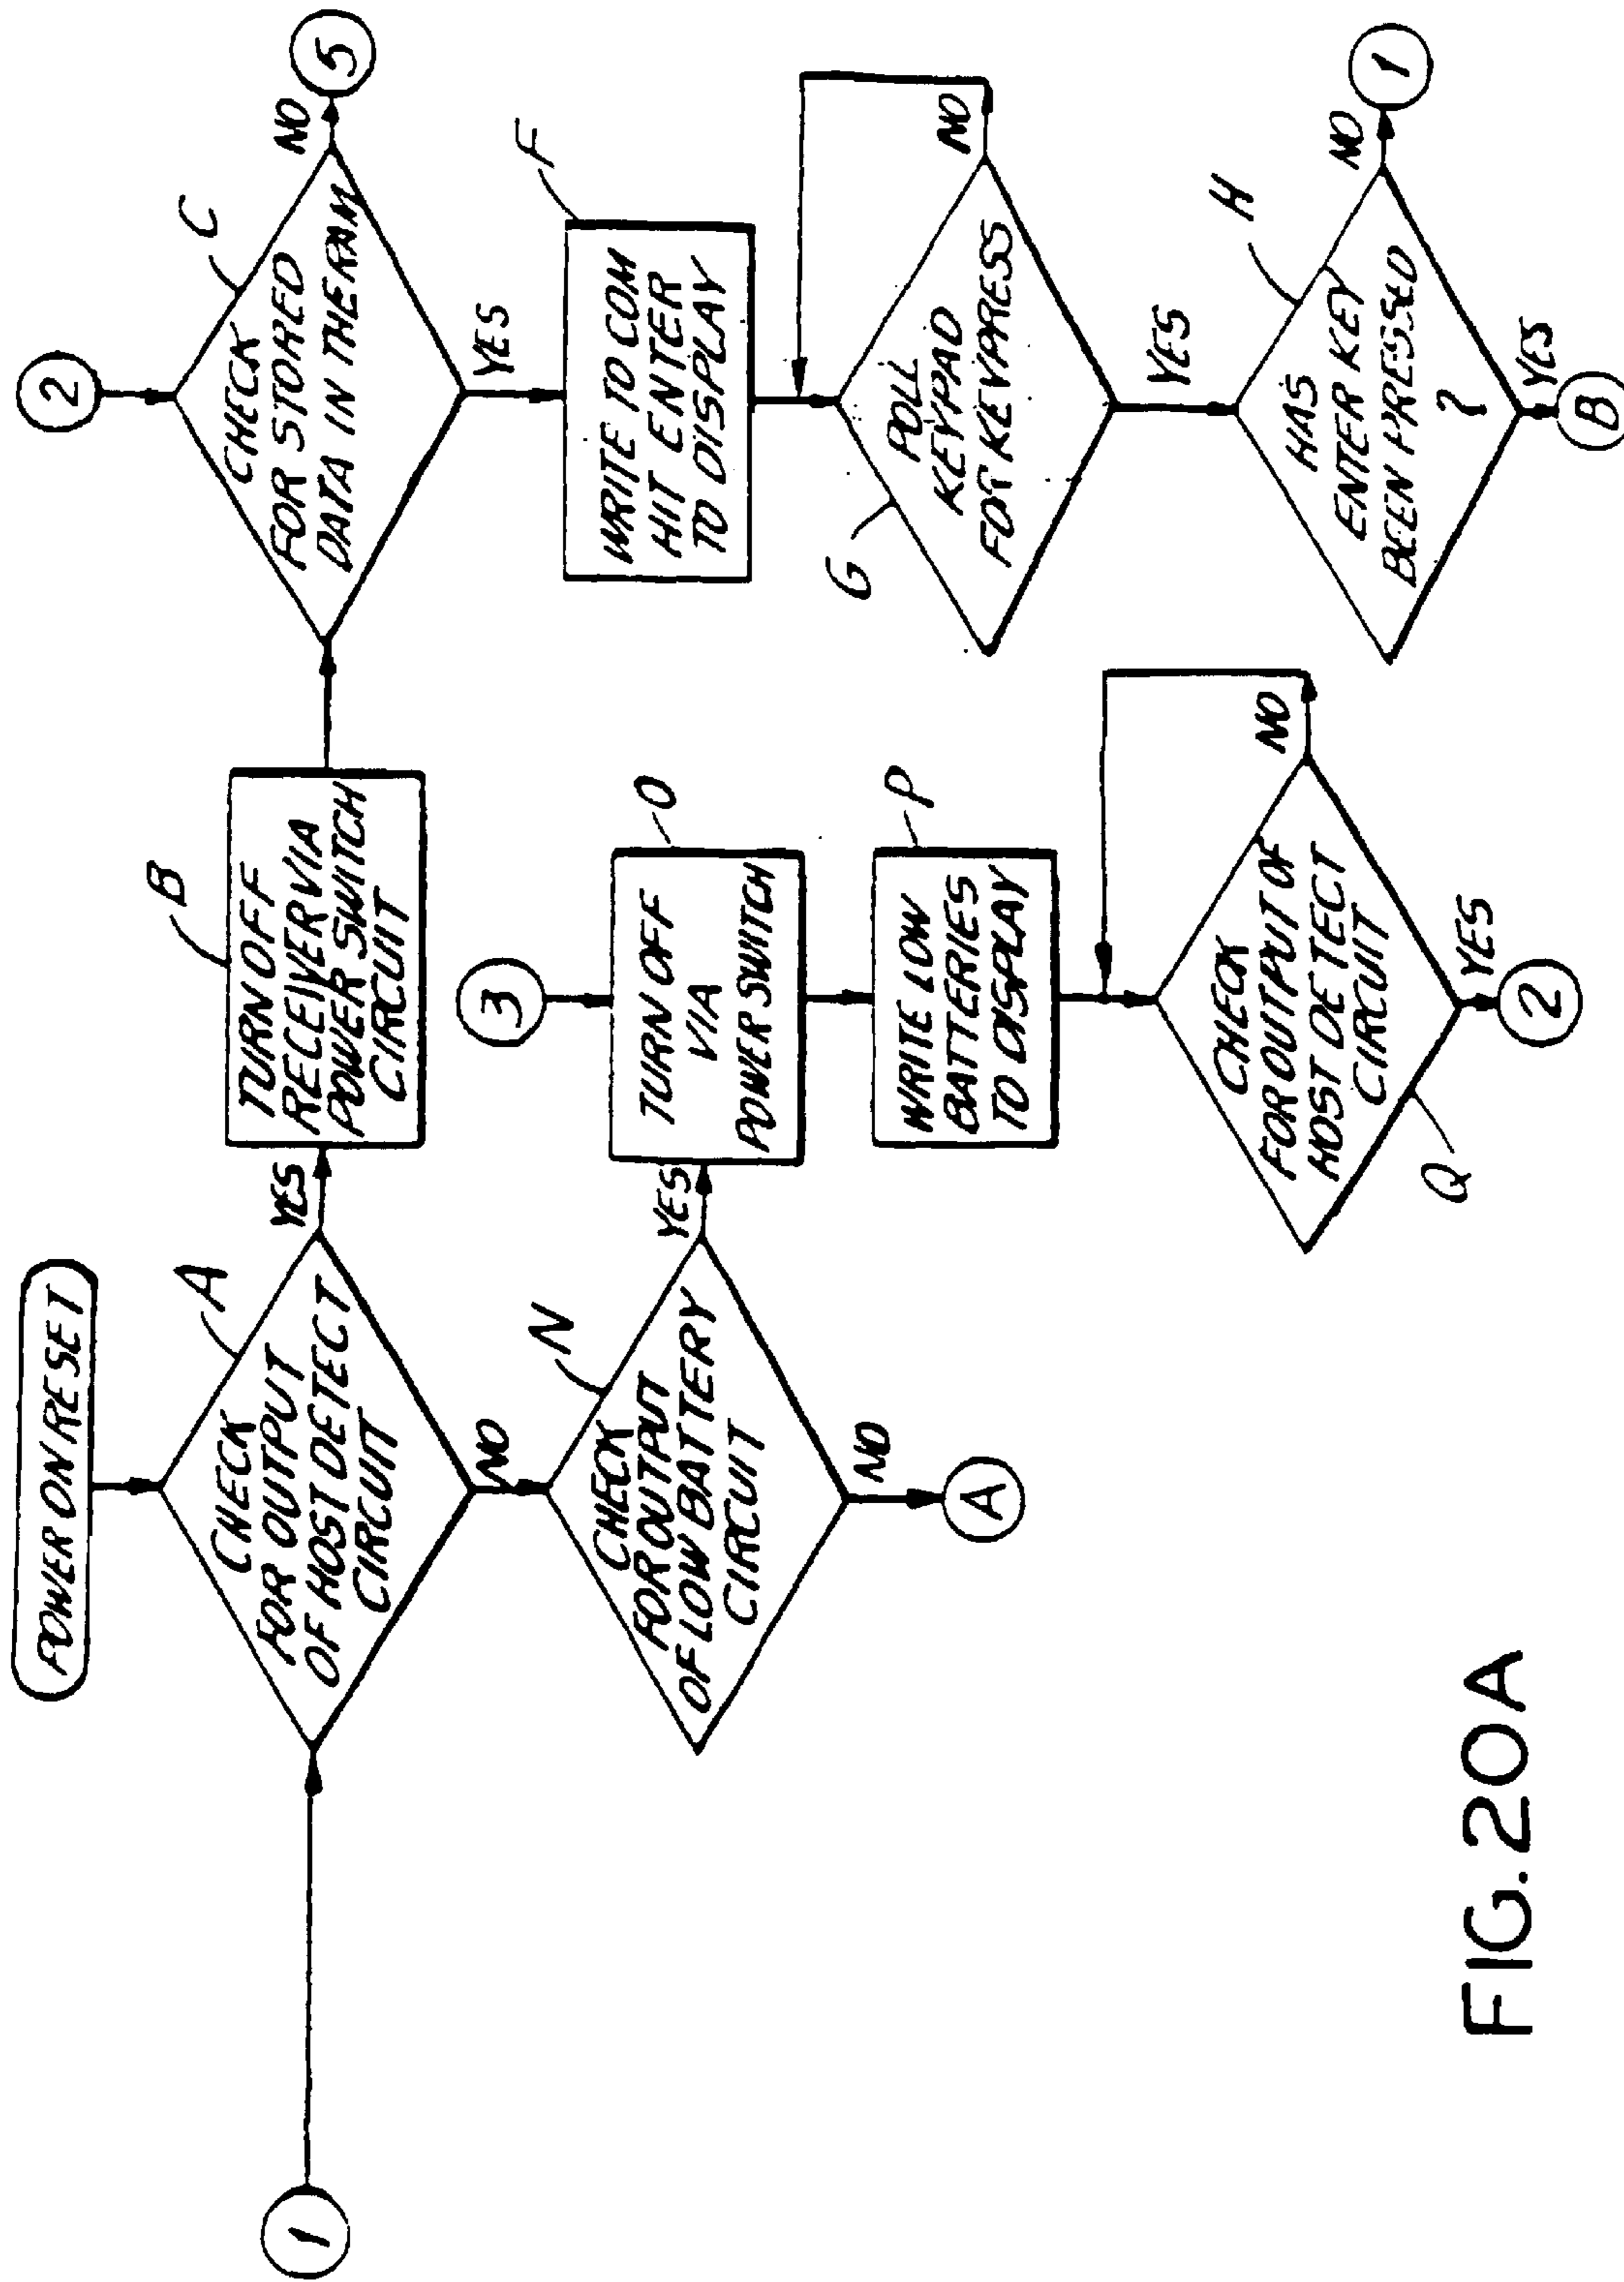 POWER ON RESET
1
CHECK
FOR OUTPUT
OF HOST DETECT
CIRCUIT
A
YES
NO
TURN OFF
RECEIVER VIA
POWER SWITCH
CIRCUIT
B
2
CHECK
FOR STORED
DATA IN THE RAM
C
NO
5
YES
WRITE TO COM
HIT ENTER
TO DISPLAY
F
POLL
KEYPAD
FOR KEYPRESS
G
NO
YES
HAS
ENTER KEY
BEEN PRESSED
?
H
NO
1
YES
B
CHECK
FOR OUTPUT
OF LOW BATTERY
CIRCUIT
N
YES
NO
A
3
TURN OFF
VIA
POWER SWITCH
O
WRITE LOW
BATTERIES
TO DISPLAY
P
CHECK
FOR OUTPUT OF
HOST DETECT
CIRCUIT
Q
NO
YES
2
FIG. 20A